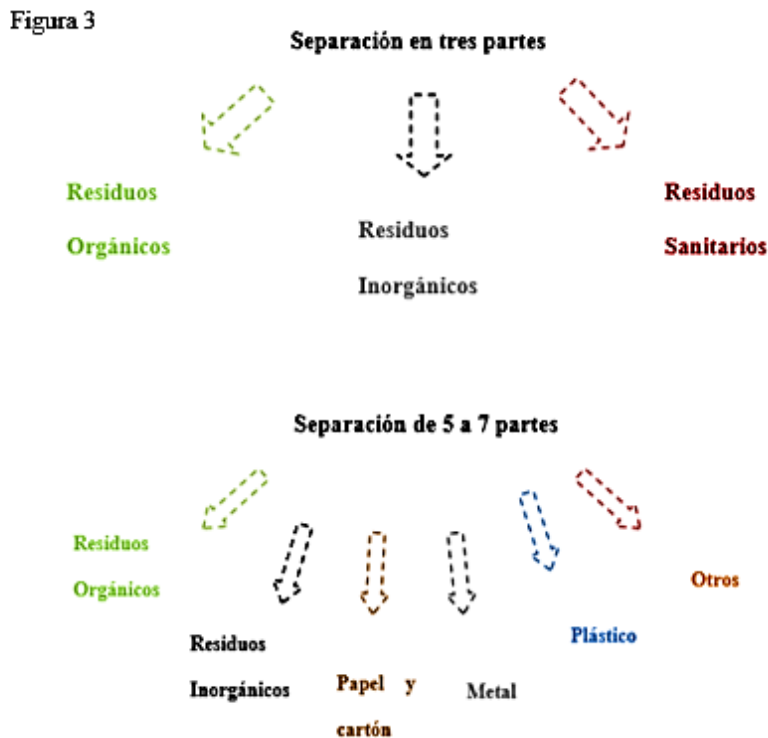 Figura 3
Separación en tres partes
Residuos
Orgánicos
Residuos
Inorgánicos
Residuos
Sanitarios
Separación de 5 a 7 partes
Residuos
Orgánicos
Residuos
Inorgánicos
Papel y
cartón
Metal
Plástico
Otros